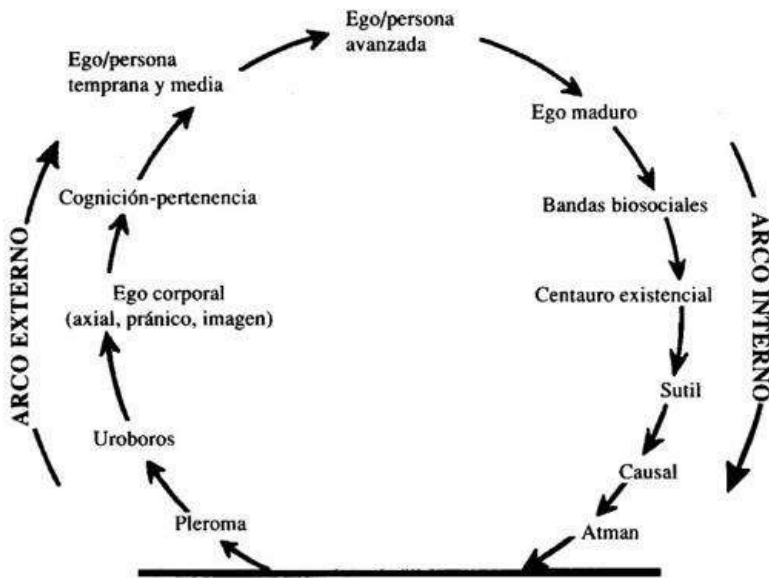 Ego/persona
avanzada
Ego/persona
temprana y media
Ego maduro
Cognición-pertenencia
Bandas biosociales
Ego corporal
(axial, pránico, imagen)
Centauro existencial
ARCO EXTERNO
ARCO INTERNO
Sutil
Uroboros
Causal
Pleroma
Atman